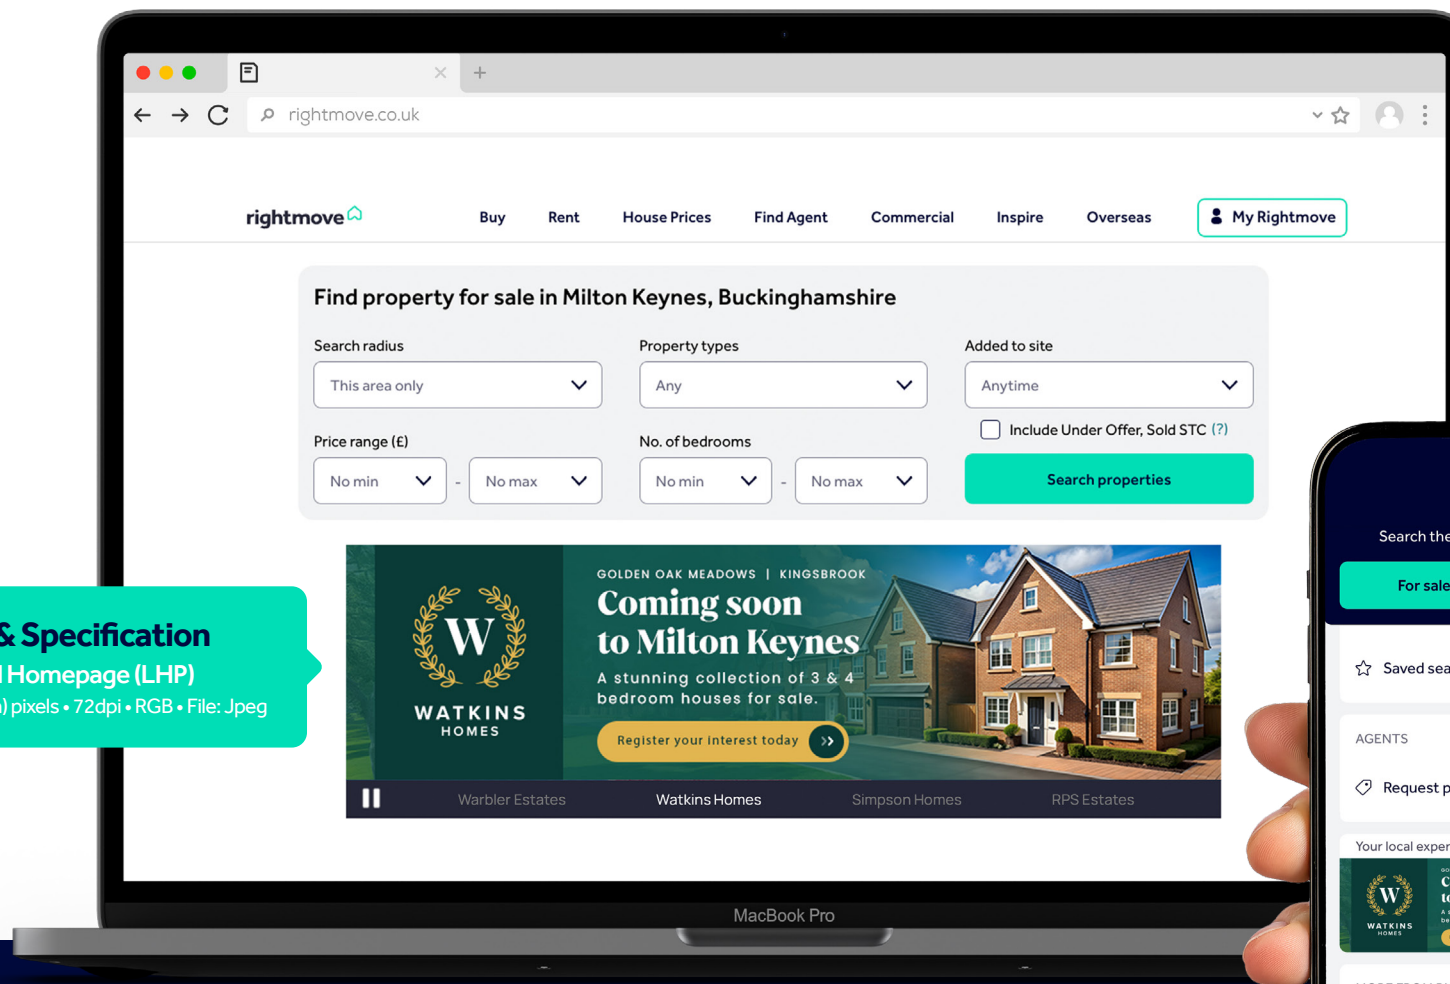 rightmove.co.uk
rightmove
Buy Rent House Prices Find Agent Commercial Inspire Overseas My Rightmove
Find property for sale in Milton Keynes, Buckinghamshire
Search radius Property types Added to site
This area only Any Anytime
Include Under Offer, Sold STC (?)
Price range (£) No. of bedrooms
No min - No max No min - No max Search properties
GOLDEN OAK MEADOWS | KINGSBROOK
Coming soon
to Milton Keynes
A stunning collection of 3 & 4
bedroom houses for sale.
Register your interest today
W
WATKINS
HOMES
Warbler Estates Watkins Homes Simpson Homes RPS Estates
& Specification
Homepage (LHP)
) pixels • 72dpi • RGB • File: Jpeg
MacBook Pro
Search the
For sale
Saved sea
AGENTS
Request p
Your local exper
W
WATKINS
HOMES